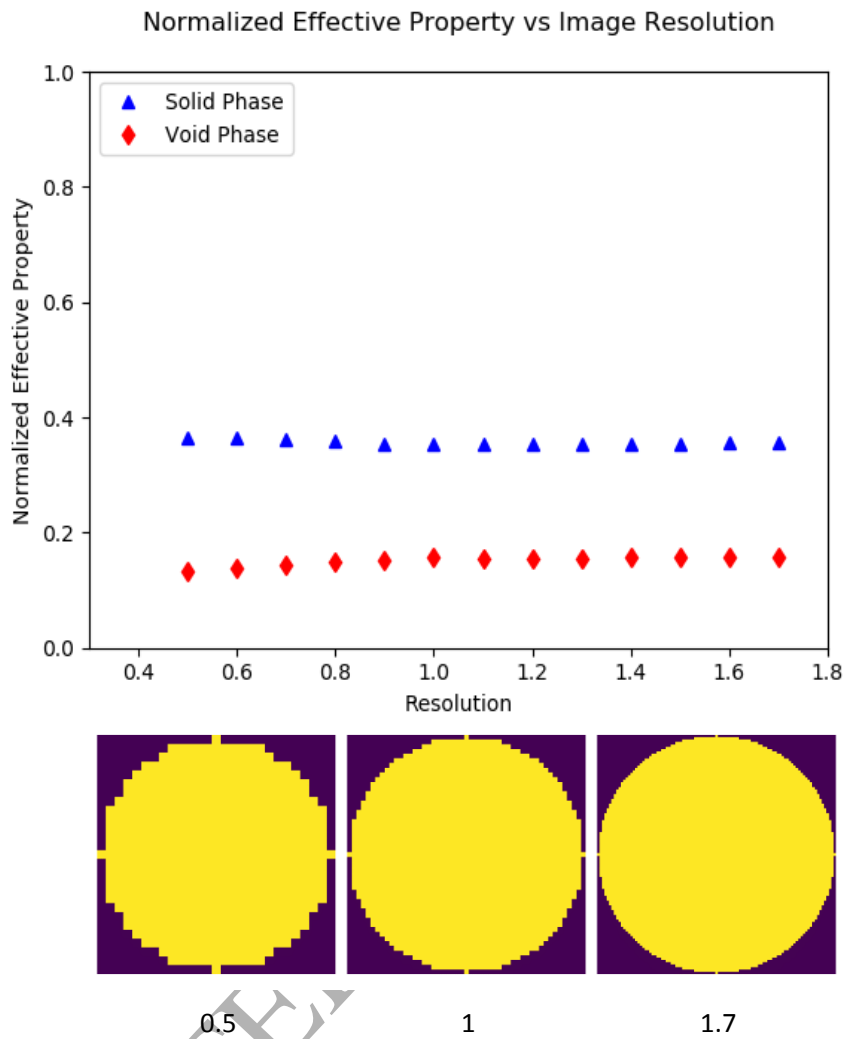 Normalized Effective Property vs Image Resolution
Solid Phase
Void Phase
Normalized Effective Property
1.0
0.8
0.6
0.4
0.2
0.0
0.4 0.6 0.8 1.0 1.2 1.4 1.6 1.8
Resolution
0.5 1 1.7